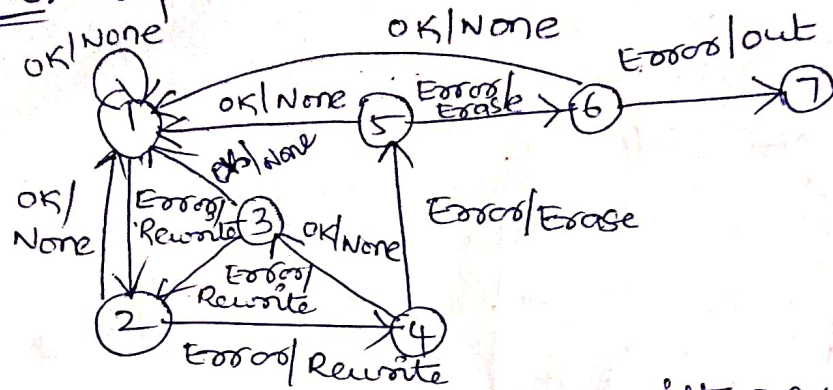 OK/None
OK/None
Error/out
1
OK/None
5
Error/
Erase
6
7
OK/None
OK/
None
Error/
Rewrite
3
OK/None
Error/Erase
Error/
Rewrite
2
4
Error/Rewrite